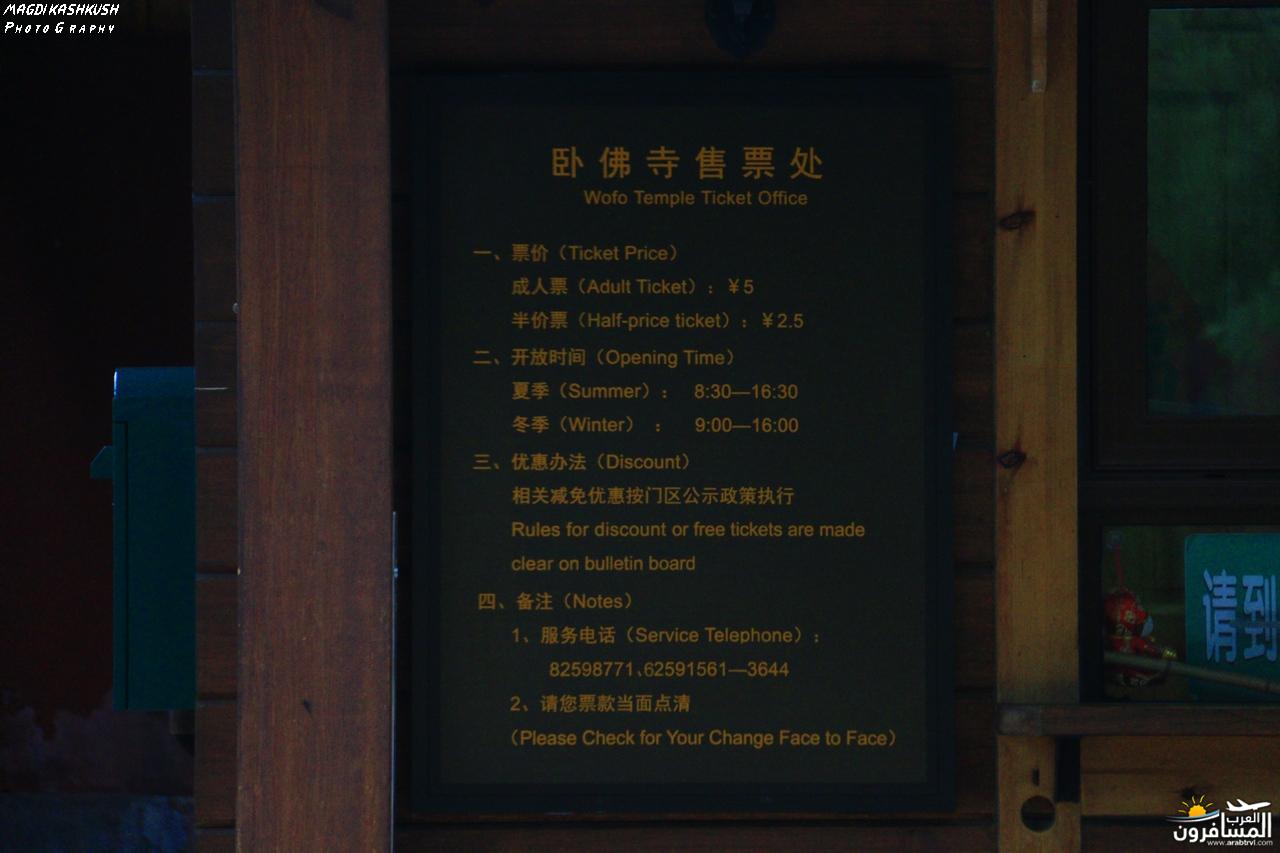 MAGDI KASHKUSH
PHOTOGRAPHY
卧佛寺售票处
Wofo Temple Ticket Office
一、票价（Ticket Price）
成人票（Adult Ticket）：￥5
半价票（Half-price ticket）：￥2.5
二、开放时间（Opening Time）
夏季（Summer）： 8:30—16:30
冬季（Winter） ： 9:00—16:00
三、优惠办法（Discount）
相关减免优惠按门区公示政策执行
Rules for discount or free tickets are made
clear on bulletin board
四、备注（Notes）
1、服务电话（Service Telephone）：
82598771、62591561—3644
2、请您票款当面点清
（Please Check for Your Change Face to Face）
请到
العرب
المسافرون
www.arabtrvl.com